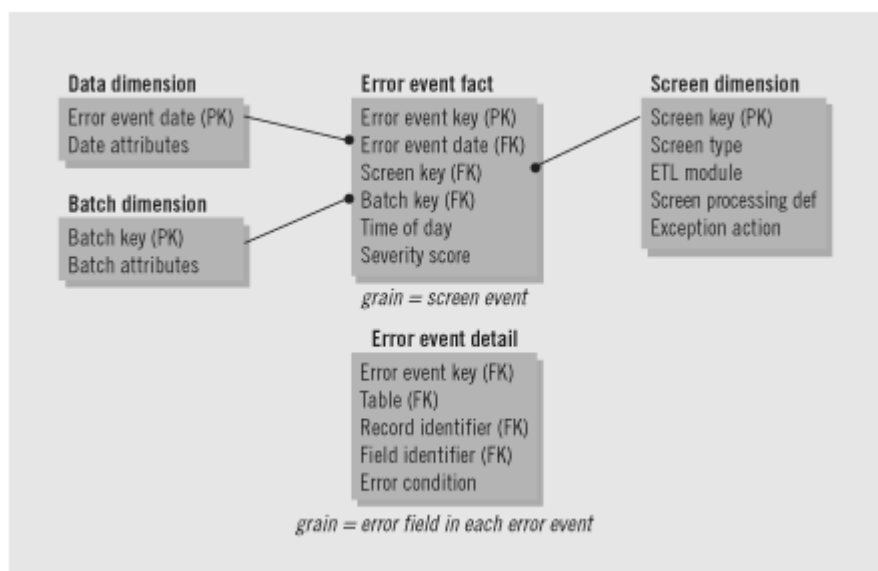 Data dimension
Error event date (PK)
Date attributes
Batch dimension
Batch key (PK)
Batch attributes
Error event fact
Error event key (PK)
Error event date (FK)
Screen key (FK)
Batch key (FK)
Time of day
Severity score
grain = screen event
Screen dimension
Screen key (PK)
Screen type
ETL module
Screen processing def
Exception action
Error event detail
Error event key (FK)
Table (FK)
Record identifier (FK)
Field identifier (FK)
Error condition
grain = error field in each error event